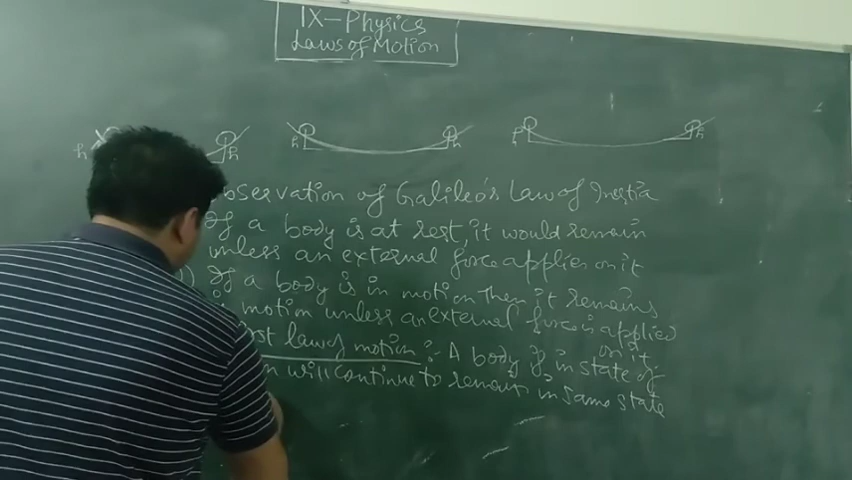 IX-Physics
Laws of Motion
h h h h h h
observation of Galileo's Law of Inertia
If a body is at rest, it would remain
unless an external force applies on it
) If a body is in motion then it remains
motion unless an external force is applied
on it
law of motion :- A body if in state of
will continue to remain in same state